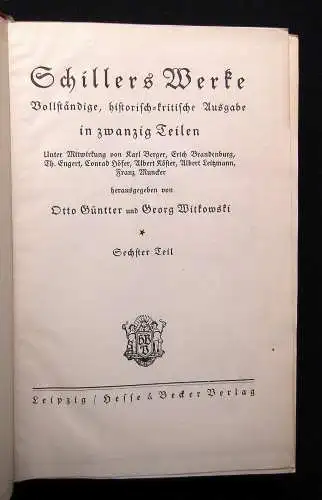 Schillers Werke
Vollständige, historisch-kritische Ausgabe
in zwanzig Teilen
Unter Mitwirkung von Karl Berger, Erich Brandenburg,
Th. Engert, Conrad Höfer, Albert Köster, Albert Leitzmann,
Franz Muncker
herausgegeben von
Otto Güntter und Georg Witkowski
*
Sechster Teil
HBV
Leipzig / Hesse & Becker Verlag